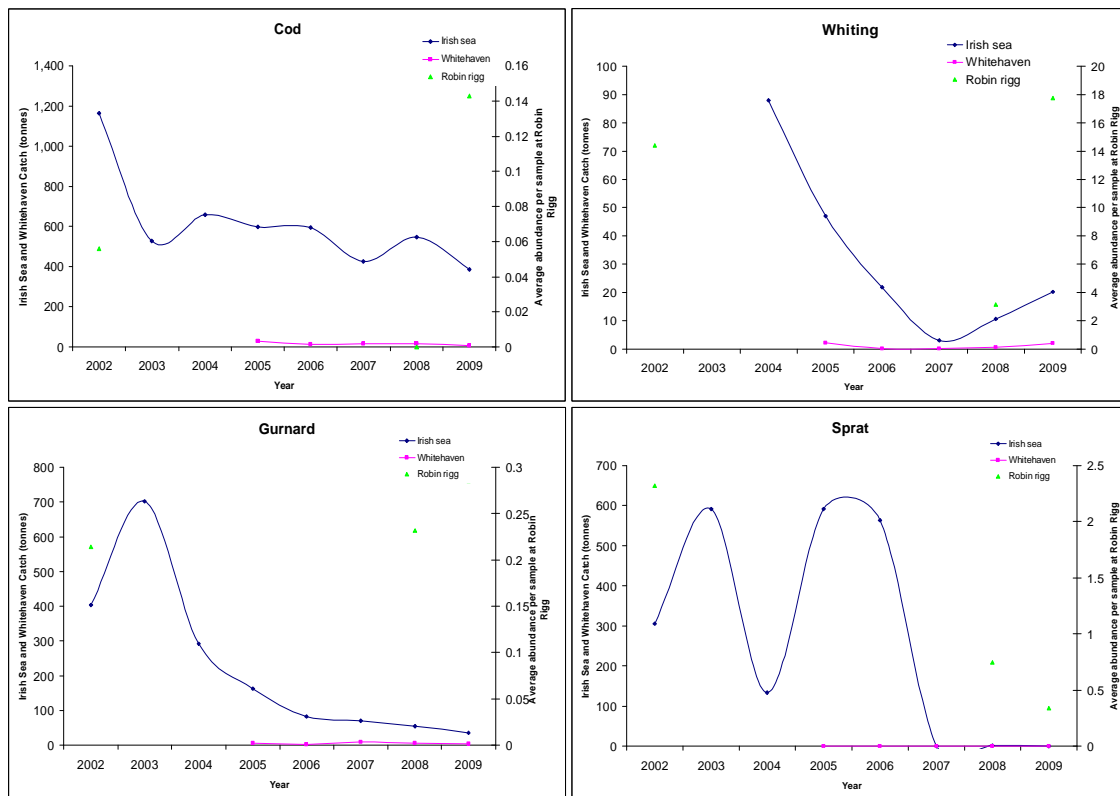 Cod
Irish sea
Whitehaven
Robin rigg
1,400
1,200
1,000
800
600
400
200
0
0.16
0.14
0.12
0.1
0.08
0.06
0.04
0.02
0
2002 2003 2004 2005 2006 2007 2008 2009
Year
Irish Sea and Whitehaven Catch (tonnes)
Average abundance per sample at Robin
Rigg
Whiting
Irish sea
Whitehaven
Robin rigg
100
90
80
70
60
50
40
30
20
10
0
20
18
16
14
12
10
8
6
4
2
0
2002 2003 2004 2005 2006 2007 2008 2009
Year
Irish Sea and Whitehaven Catch (tonnes)
Average abundance per sample at Robin
Rigg
Gurnard
Irish sea
Whitehaven
Robin rigg
800
700
600
500
400
300
200
100
0
0.3
0.25
0.2
0.15
0.1
0.05
0
2002 2003 2004 2005 2006 2007 2008 2009
Year
Irish Sea and Whitehaven Catch (tonnes)
Average abundance per sample at Robin
Rigg
Sprat
Irish sea
Whitehaven
Robin rigg
700
600
500
400
300
200
100
0
2.5
2
1.5
1
0.5
0
2002 2003 2004 2005 2006 2007 2008 2009
Year
Irish Sea and Whitehaven Catch (tonnes)
Average abundance per sample at Robin Rigg